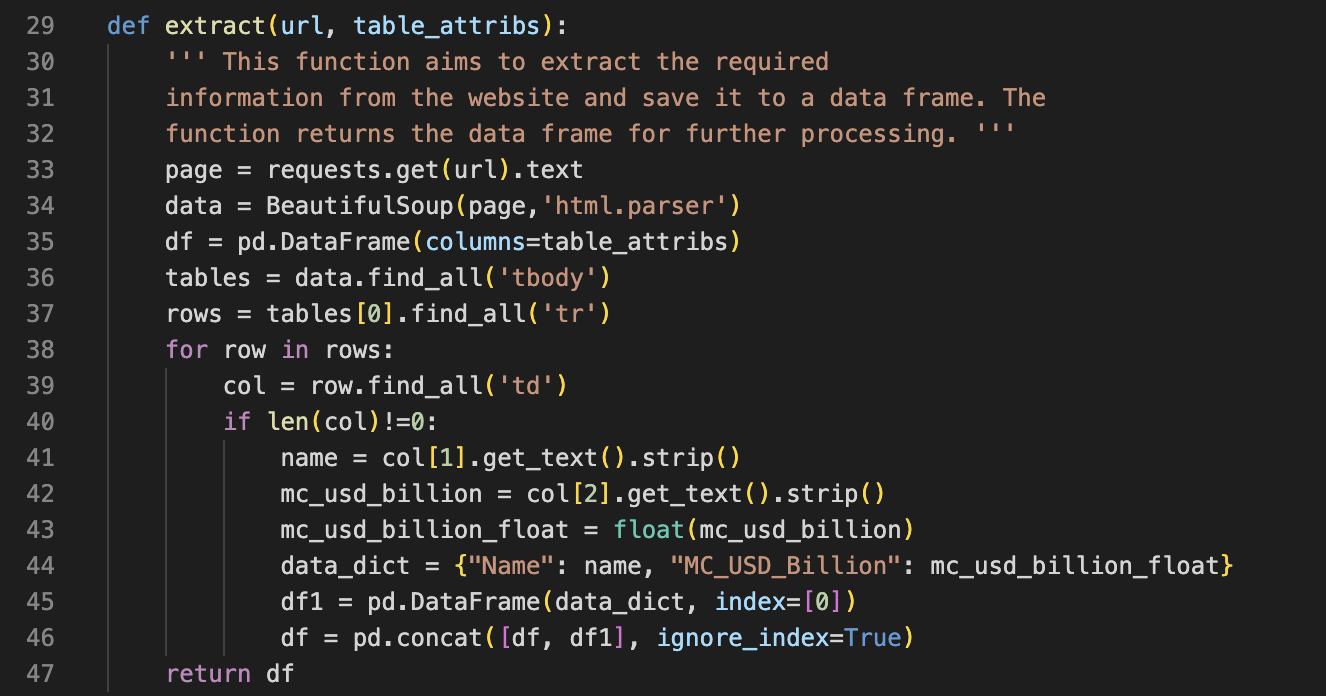 29 def extract(url, table_attribs):
30     ''' This function aims to extract the required
31     information from the website and save it to a data frame. The
32     function returns the data frame for further processing. '''
33     page = requests.get(url).text
34     data = BeautifulSoup(page,'html.parser')
35     df = pd.DataFrame(columns=table_attribs)
36     tables = data.find_all('tbody')
37     rows = tables[0].find_all('tr')
38     for row in rows:
39         col = row.find_all('td')
40         if len(col)!=0:
41             name = col[1].get_text().strip()
42             mc_usd_billion = col[2].get_text().strip()
43             mc_usd_billion_float = float(mc_usd_billion)
44             data_dict = {"Name": name, "MC_USD_Billion": mc_usd_billion_float}
45             df1 = pd.DataFrame(data_dict, index=[0])
46             df = pd.concat([df, df1], ignore_index=True)
47     return df